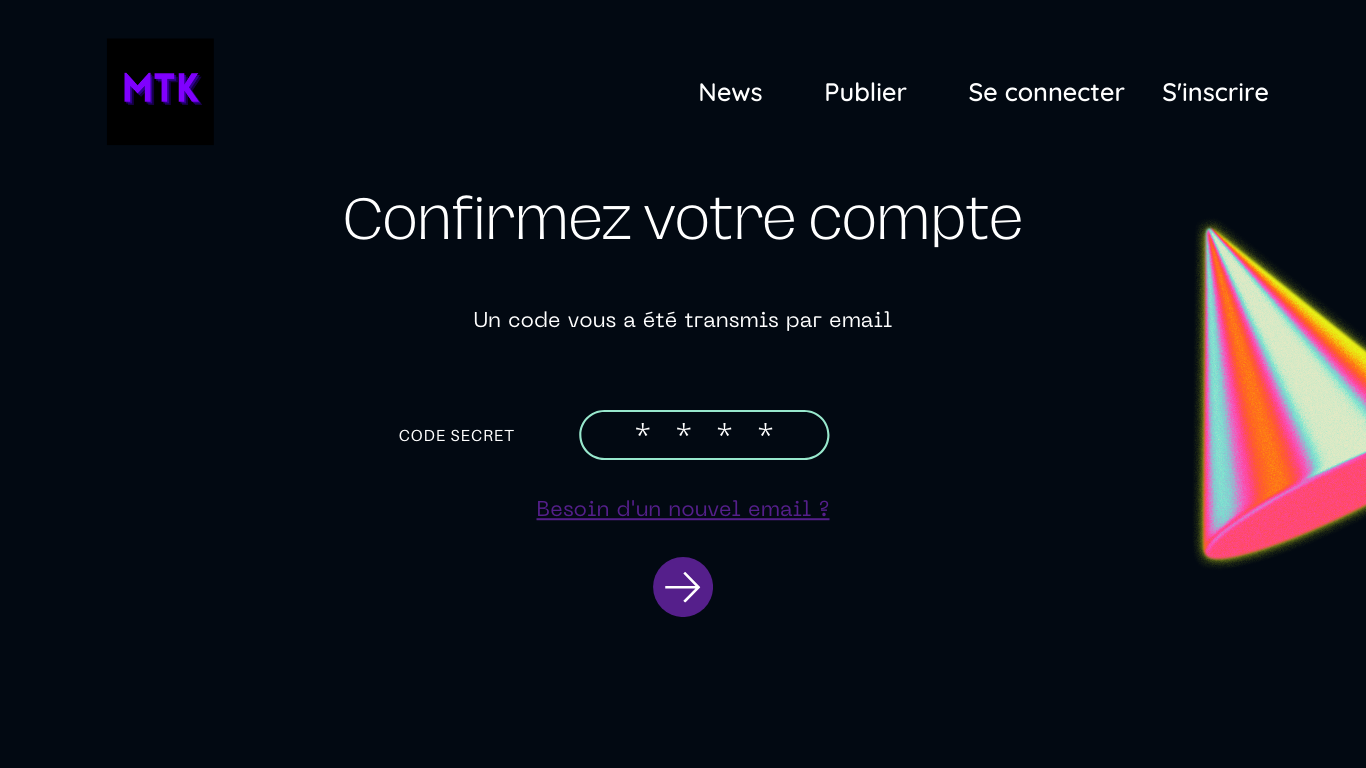 MTK
News Publier Se connecter S'inscrire
Confirmez votre compte
Un code vous a été transmis par email
CODE SECRET * * * *
Besoin d'un nouvel email ?